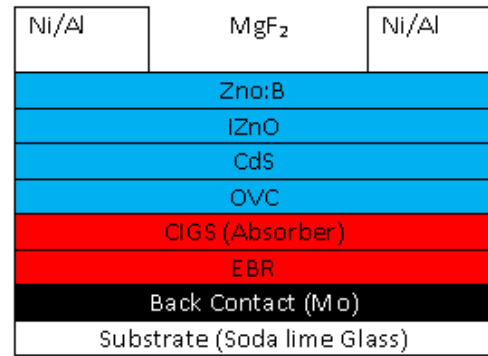 Ni/Al MgF₂ Ni/Al
Zno:B
IZnO
CdS
OVC
CIGS (Absorber)
EBR
Back Contact (Mo)
Substrate (Soda lime Glass)